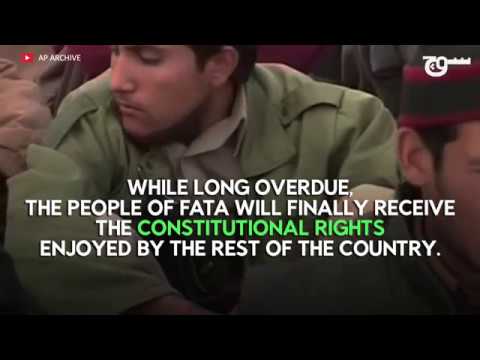 AP ARCHIVE
WHILE LONG OVERDUE,
THE PEOPLE OF FATA WILL FINALLY RECEIVE
THE CONSTITUTIONAL RIGHTS
ENJOYED BY THE REST OF THE COUNTRY.